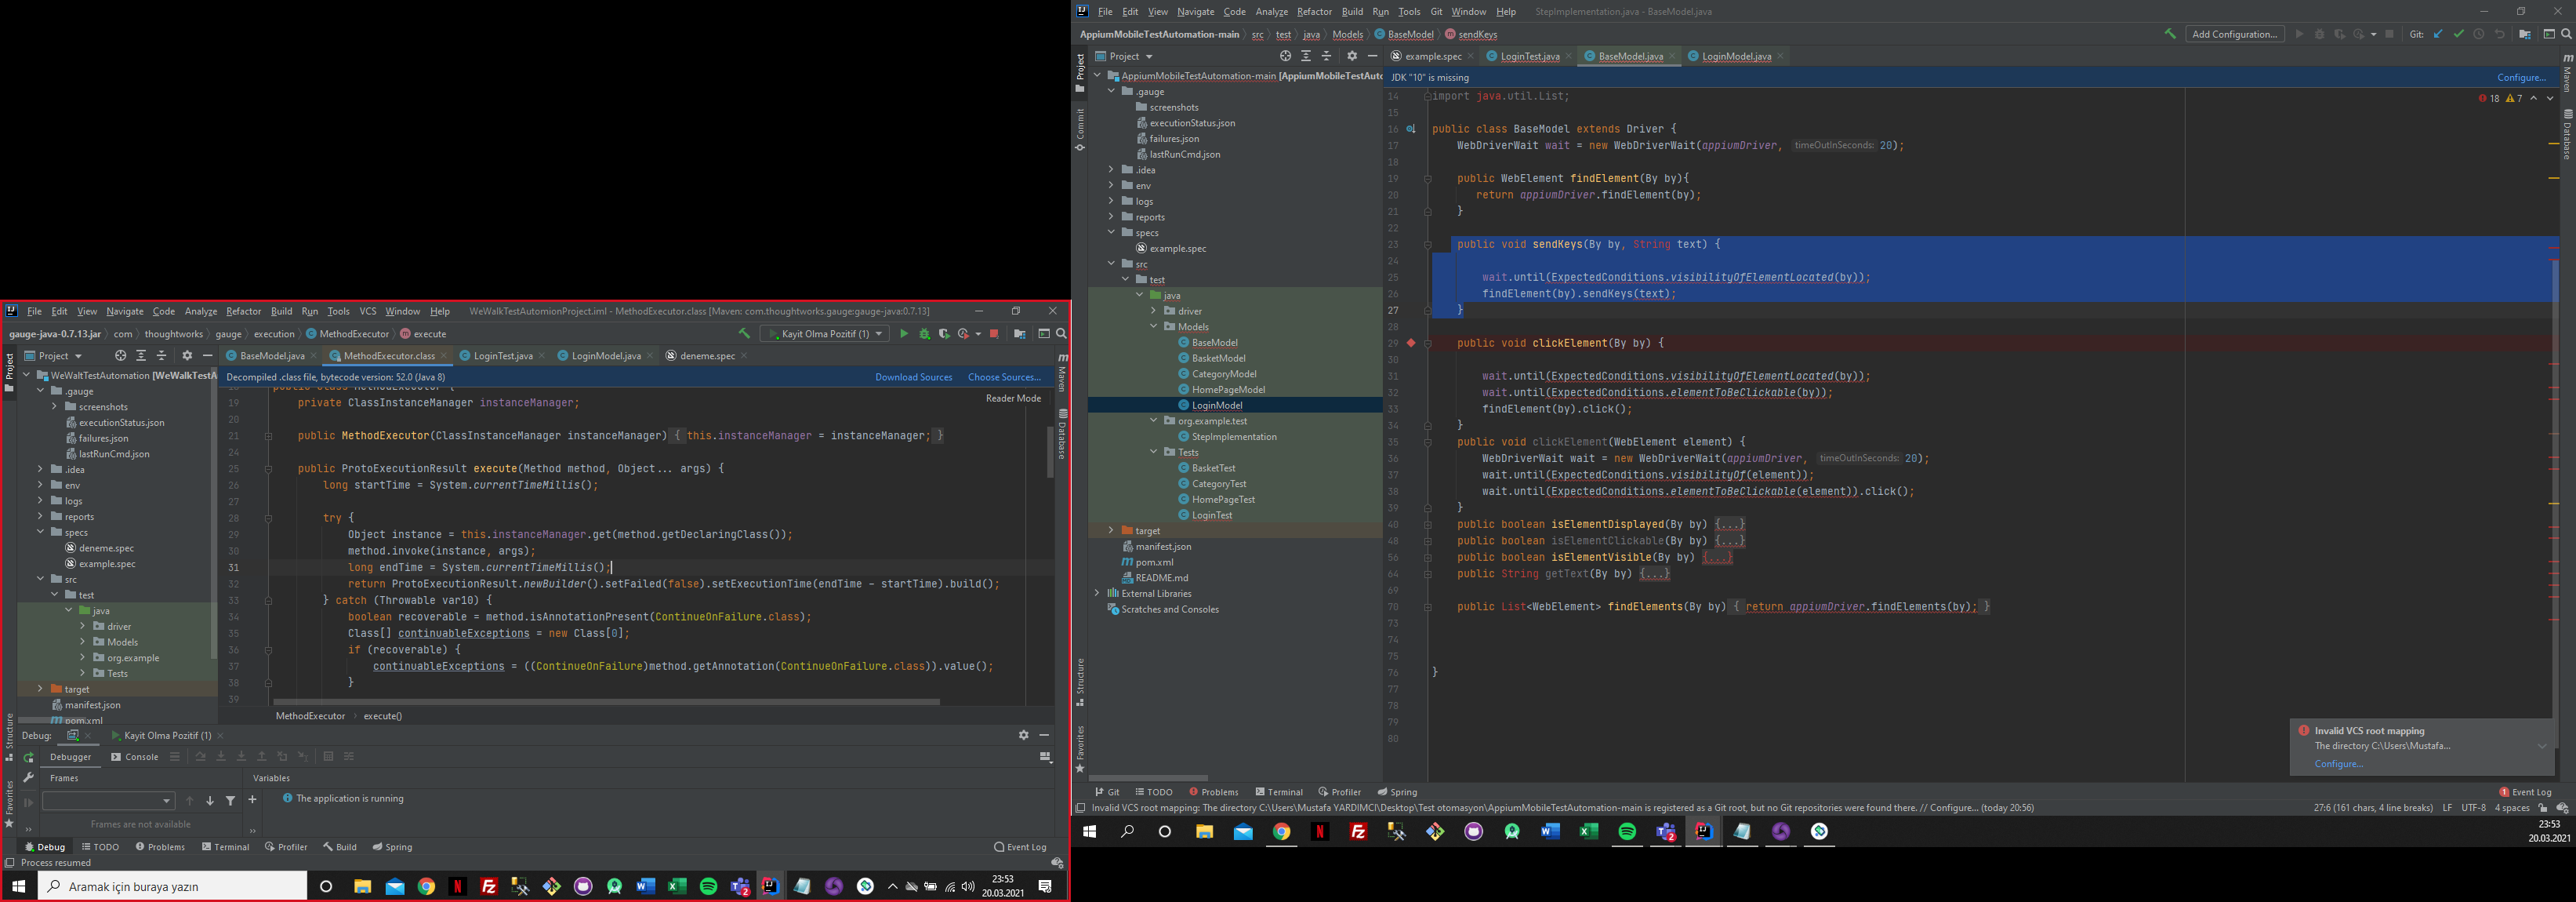 File Edit View Navigate Code Analyze Refactor Build Run Tools VCS Window Help WeWalkTestAutomionProject.iml - MethodExecutor.class [Maven: com.thoughtworks.gauge:gauge-java:0.7.13]
gauge-java-0.7.13.jar com thoughtworks gauge execution MethodExecutor execute Kayit Olma Pozitif (1)
Project BaseModel.java MethodExecutor.class LoginTest.java LoginModel.java deneme.spec
Decompiled .class file, bytecode version: 52.0 (Java 8) Download Sources Choose Sources...
Reader Mode
WeWaltTestAutomation [WeWalkTestA
.gauge
screenshots
executionStatus.json
failures.json
lastRunCmd.json
.idea
env
logs
reports
specs
deneme.spec
example.spec
src
test
java
driver
Models
org.example
Tests
target
manifest.json
pom.xml
19 private ClassInstanceManager instanceManager;
20
21 public MethodExecutor(ClassInstanceManager instanceManager) { this.instanceManager = instanceManager; }
24
25 public ProtoExecutionResult execute(Method method, Object... args) {
26 long startTime = System.currentTimeMillis();
27
28 try {
29 Object instance = this.instanceManager.get(method.getDeclaringClass());
30 method.invoke(instance, args);
31 long endTime = System.currentTimeMillis();
32 return ProtoExecutionResult.newBuilder().setFailed(false).setExecutionTime(endTime - startTime).build();
33 } catch (Throwable var10) {
34 boolean recoverable = method.isAnnotationPresent(ContinueOnFailure.class);
35 Class[] continuableExceptions = new Class[0];
36 if (recoverable) {
37 continuableExceptions = ((ContinueOnFailure)method.getAnnotation(ContinueOnFailure.class)).value();
38 }
39
MethodExecutor execute()
Project
Structure
Favorites
Maven
Database
Debug: Kayit Olma Pozitif (1)
Debugger Console
Frames Variables
The application is running
Frames are not available
Debug TODO Problems Terminal Profiler Build Spring Event Log
Process resumed
Aramak için buraya yazın
23:53
20.03.2021
File Edit View Navigate Code Analyze Refactor Build Run Tools Git Window Help StepImplementation.java - BaseModel.java
AppiumMobileTestAutomation-main src test java Models BaseModel sendKeys Add Configuration... Git:
Project example.spec LoginTest.java BaseModel.java LoginModel.java
JDK "10" is missing Configure...
18 7
AppiumMobileTestAutomation-main [AppiumMobileTestAuto
.gauge
screenshots
executionStatus.json
failures.json
lastRunCmd.json
.idea
env
logs
reports
specs
example.spec
src
test
java
driver
Models
BaseModel
BasketModel
CategoryModel
HomePageModel
LoginModel
org.example.test
StepImplementation
Tests
BasketTest
CategoryTest
HomePageTest
LoginTest
target
manifest.json
pom.xml
README.md
External Libraries
Scratches and Consoles
14 import java.util.List;
15
16 public class BaseModel extends Driver {
17 WebDriverWait wait = new WebDriverWait(appiumDriver, timeOutInSeconds: 20);
18
19 public WebElement findElement(By by){
20 return appiumDriver.findElement(by);
21 }
22
23 public void sendKeys(By by, String text) {
24
25 wait.until(ExpectedConditions.visibilityOfElementLocated(by));
26 findElement(by).sendKeys(text);
27 }
28
29 public void clickElement(By by) {
30
31 wait.until(ExpectedConditions.visibilityOfElementLocated(by));
32 wait.until(ExpectedConditions.elementToBeClickable(by));
33 findElement(by).click();
34 }
35 public void clickElement(WebElement element) {
36 WebDriverWait wait = new WebDriverWait(appiumDriver, timeOutInSeconds: 20);
37 wait.until(ExpectedConditions.visibilityOf(element));
38 wait.until(ExpectedConditions.elementToBeClickable(element)).click();
39 }
40 public boolean isElementDisplayed(By by) {...}
48 public boolean isElementClickable(By by) {...}
56 public boolean isElementVisible(By by) {...}
64 public String getText(By by) {...}
69
70 public List<WebElement> findElements(By by) { return appiumDriver.findElements(by); }
73
74
75
76 }
77
78
79
80
Project
Commit
Structure
Favorites
Maven
Database
Invalid VCS root mapping
The directory C:\Users\Mustafa...
Configure...
Git TODO Problems Terminal Profiler Spring 1 Event Log
Invalid VCS root mapping: The directory C:\Users\Mustafa YARDIMCI\Desktop\Test otomasyon\AppiumMobileTestAutomation-main is registered as a Git root, but no Git repositories were found there. // Configure... (today 20:56) 27:6 (161 chars, 4 line breaks) LF UTF-8 4 spaces
23:53
20.03.2021